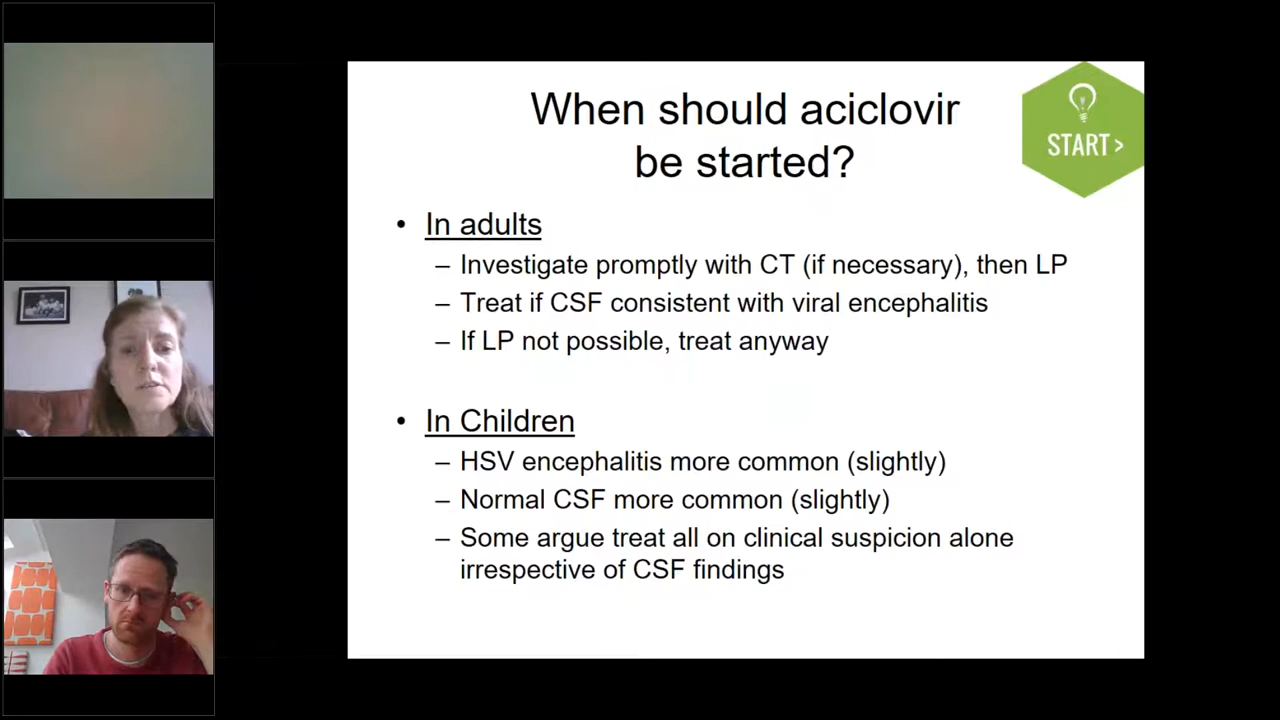 When should aciclovir
be started?
START >
• In adults
– Investigate promptly with CT (if necessary), then LP
– Treat if CSF consistent with viral encephalitis
– If LP not possible, treat anyway
• In Children
– HSV encephalitis more common (slightly)
– Normal CSF more common (slightly)
– Some argue treat all on clinical suspicion alone
irrespective of CSF findings